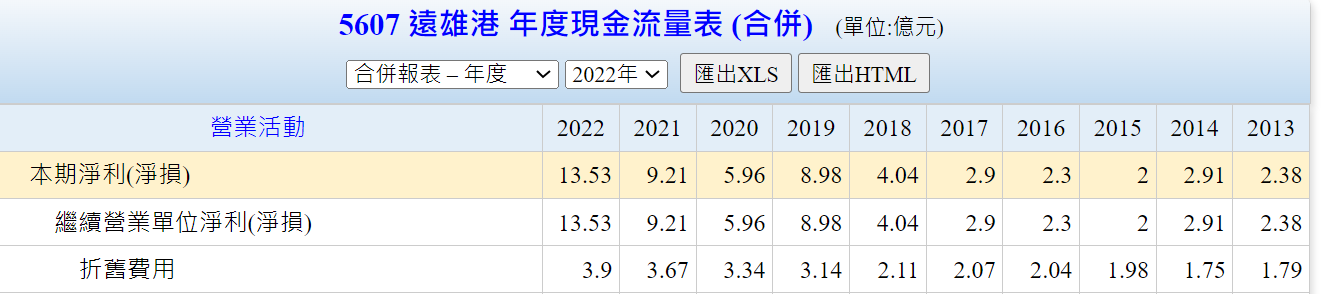 5607 遠雄港 年度現金流量表 (合併) (單位:億元)
合併報表 – 年度 2022年 匯出XLS 匯出HTML
營業活動 2022 2021 2020 2019 2018 2017 2016 2015 2014 2013
本期淨利(淨損) 13.53 9.21 5.96 8.98 4.04 2.9 2.3 2 2.91 2.38
繼續營業單位淨利(淨損) 13.53 9.21 5.96 8.98 4.04 2.9 2.3 2 2.91 2.38
折舊費用 3.9 3.67 3.34 3.14 2.11 2.07 2.04 1.98 1.75 1.79